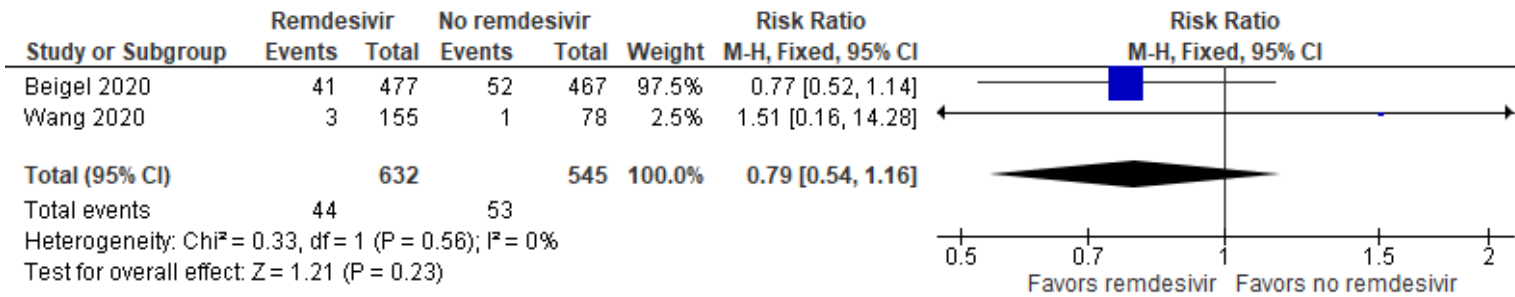 Remdesivir No remdesivir Risk Ratio Risk Ratio
Study or Subgroup Events Total Events Total Weight M-H, Fixed, 95% CI M-H, Fixed, 95% CI
Beigel 2020 41 477 52 467 97.5% 0.77 [0.52, 1.14]
Wang 2020 3 155 1 78 2.5% 1.51 [0.16, 14.28]
Total (95% CI) 632 545 100.0% 0.79 [0.54, 1.16]
Total events 44 53
Heterogeneity: Chi² = 0.33, df = 1 (P = 0.56); I² = 0%
Test for overall effect: Z = 1.21 (P = 0.23)
0.5 0.7 1 1.5 2
Favors remdesivir Favors no remdesivir